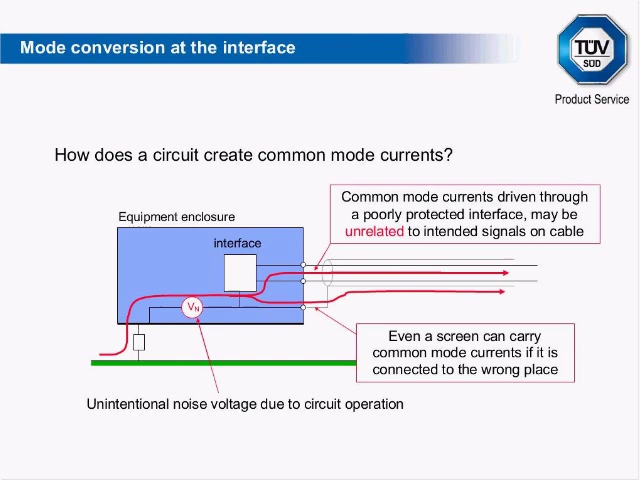 Mode conversion at the interface
TÜV
SÜD
Product Service
How does a circuit create common mode currents?
Common mode currents driven through
a poorly protected interface, may be
unrelated to intended signals on cable
Equipment enclosure
interface
VN
Even a screen can carry
common mode currents if it is
connected to the wrong place
Unintentional noise voltage due to circuit operation